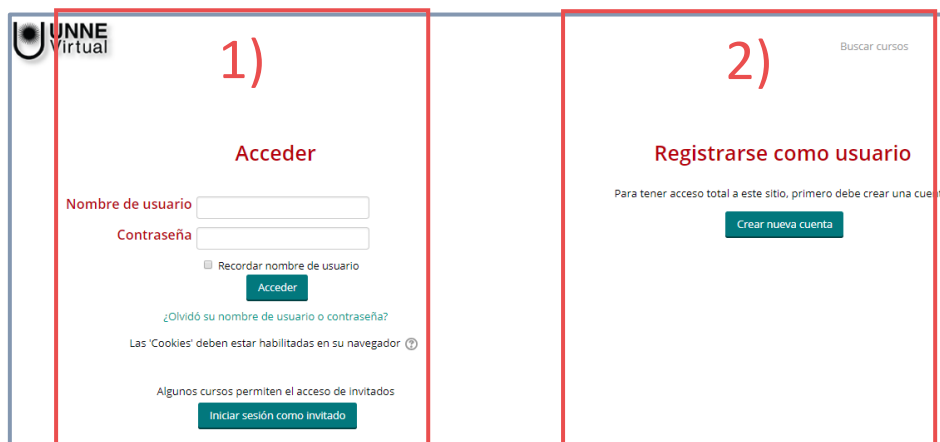 UNNE
Virtual
1)
Acceder
Nombre de usuario
Contraseña
Recordar nombre de usuario
Acceder
¿Olvidó su nombre de usuario o contraseña?
Las 'Cookies' deben estar habilitadas en su navegador ?
Algunos cursos permiten el acceso de invitados
Iniciar sesión como invitado
2)
Buscar cursos
Registrarse como usuario
Para tener acceso total a este sitio, primero debe crear una cuen
Crear nueva cuenta